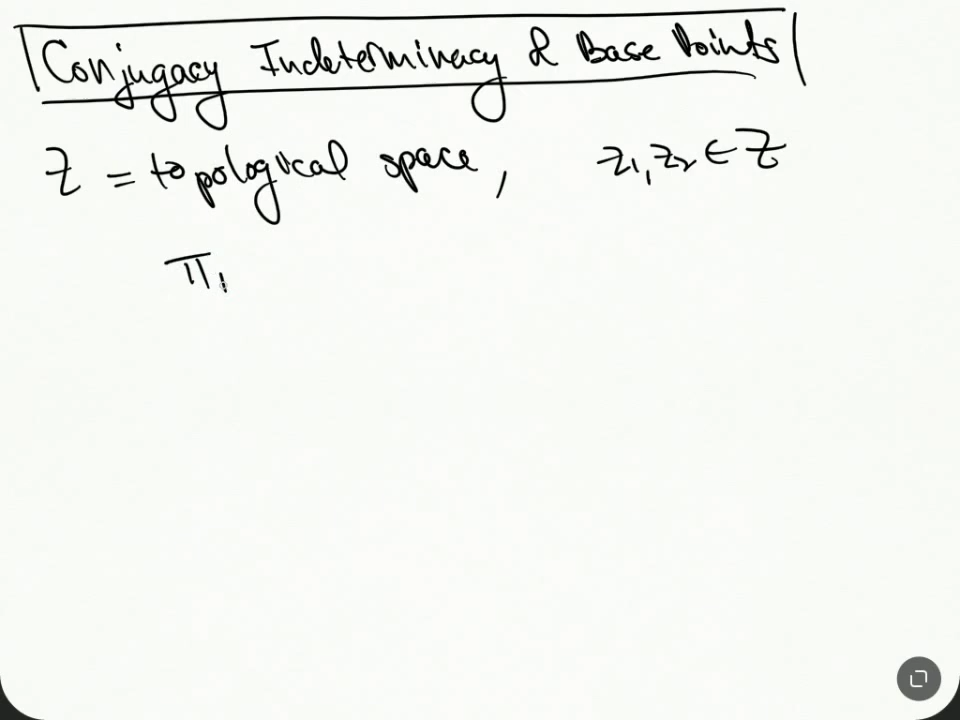 Conjugacy Indeterminacy & Base Points
Z = topological space, z₁, z₂ ∈ Z
π₁